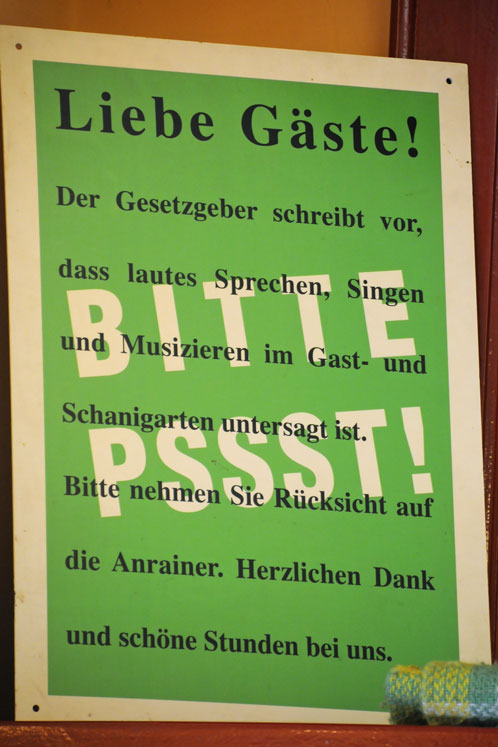 Liebe Gäste!
Der Gesetzgeber schreibt vor,
dass lautes Sprechen, Singen
BITTE
und Musizieren im Gast- und
Schanigarten untersagt ist.
PSSST!
Bitte nehmen Sie Rücksicht auf
die Anrainer. Herzlichen Dank
und schöne Stunden bei uns.